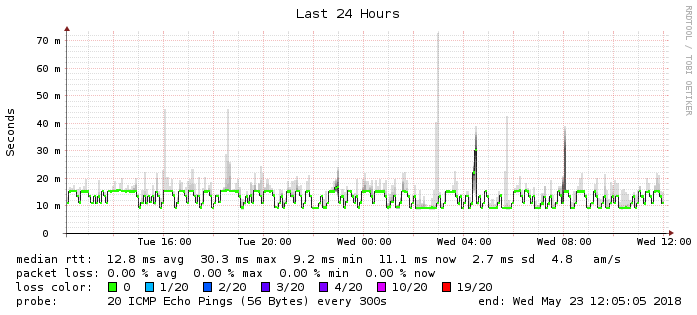 Last 24 Hours
RRDTOOL / TOBI OETIKER
Seconds
70 m
60 m
50 m
40 m
30 m
20 m
10 m
0
Tue 16:00 Tue 20:00 Wed 00:00 Wed 04:00 Wed 08:00 Wed 12:00
median rtt: 12.8 ms avg 30.3 ms max 9.2 ms min 11.1 ms now 2.7 ms sd 4.8 am/s
packet loss: 0.00 % avg 0.00 % max 0.00 % min 0.00 % now
loss color: 0 1/20 2/20 3/20 4/20 10/20 19/20
probe: 20 ICMP Echo Pings (56 Bytes) every 300s end: Wed May 23 12:05:05 2018